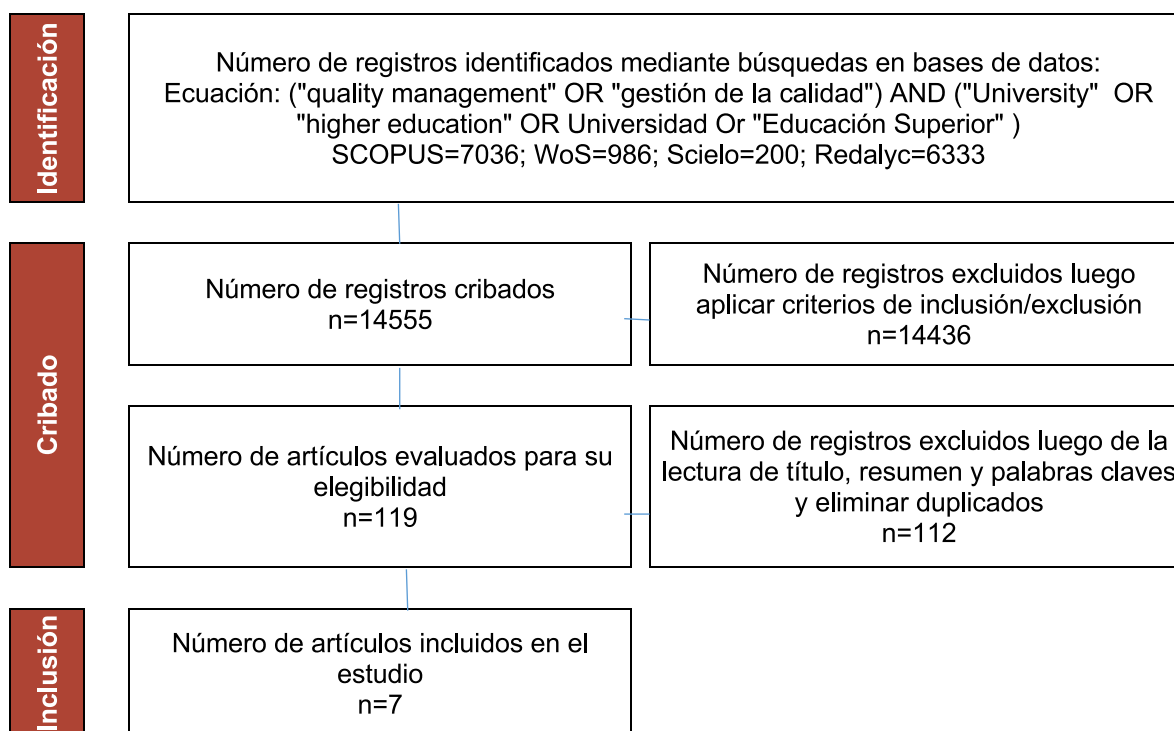 Identificación
Número de registros identificados mediante búsquedas en bases de datos:
Ecuación: ("quality management" OR "gestión de la calidad") AND ("University" OR
"higher education" OR Universidad Or "Educación Superior" )
SCOPUS=7036; WoS=986; Scielo=200; Redalyc=6333
Cribado
Número de registros cribados
n=14555
Número de registros excluidos luego
aplicar criterios de inclusión/exclusión
n=14436
Número de artículos evaluados para su
elegibilidad
n=119
Número de registros excluidos luego de la
lectura de título, resumen y palabras claves
y eliminar duplicados
n=112
Inclusión
Número de artículos incluidos en el
estudio
n=7